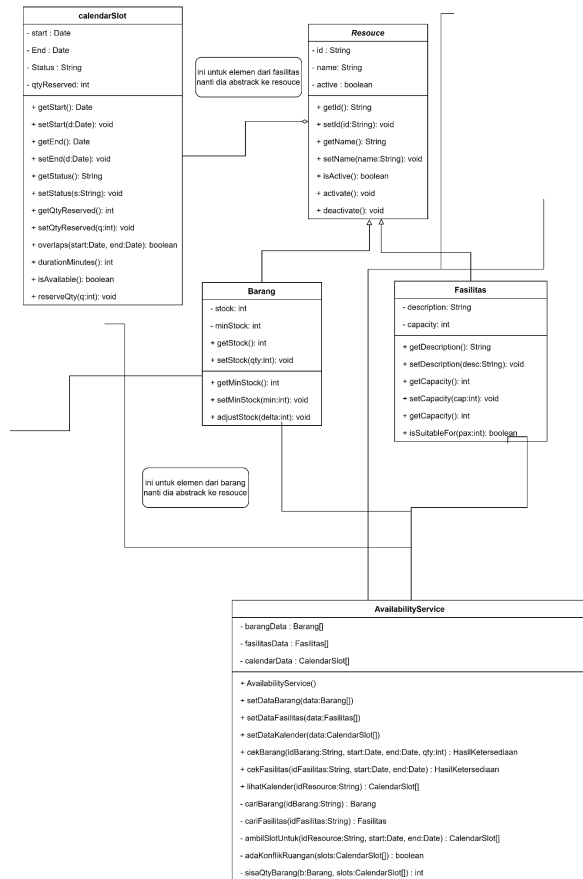 calendarSlot
- start : Date
- End : Date
- Status : String
- qtyReserved: int
+ getStart(): Date
+ setStart(d:Date): void
+ getEnd(): Date
+ setEnd(d:Date): void
+ getStatus(): String
+ setStatus(s:String): void
+ getQtyReserved(): int
+ setQtyReserved(q:int): void
+ overlaps(start:Date, end:Date): boolean
+ durationMinutes(): int
+ isAvailable(): boolean
+ reserveQty(q:int): void
ini untuk elemen dari fasilitas
nanti dia abstrack ke resouce
Resouce
- id : String
- name: String
- active : boolean
+ getId(): String
+ setId(id:String): void
+ getName(): String
+ setName(name:String): void
+ isActive(): boolean
+ activate(): void
+ deactivate(): void
Barang
- stock: int
- minStock: int
+ getStock(): int
+ setStock(qty:int): void
+ getMinStock(): int
+ setMinStock(min:int): void
+ adjustStock(delta:int): void
Fasilitas
- description: String
- capacity: int
+ getDescription(): String
+ setDescription(desc:String): void
+ getCapacity(): int
+ setCapacity(cap:int): void
+ getCapacity(): int
+ isSuitableFor(pax:int): boolean
ini untuk elemen dari barang
nanti dia abstrack ke resouce
AvailabilityService
- barangData : Barang[]
- fasilitasData : Fasilitas[]
- calendarData : CalendarSlot[]
+ AvailabilityService()
+ setDataBarang(data:Barang[])
+ setDataFasilitas(data:Fasilitas[])
+ setDataKalender(data:CalendarSlot[])
+ cekBarang(idBarang:String, start:Date, end:Date, qty:int) : HasilKetersediaan
+ cekFasilitas(idFasilitas:String, start:Date, end:Date) : HasilKetersediaan
+ lihatKalender(idResource:String) : CalendarSlot[]
- cariBarang(idBarang:String) : Barang
- cariFasilitas(idFasilitas:String) : Fasilitas
- ambilSlotUntuk(idResource:String, start:Date, end:Date) : CalendarSlot[]
- adaKonflikRuangan(slots:CalendarSlot[]) : boolean
- sisaQtyBarang(b:Barang, slots:CalendarSlot[]) : int